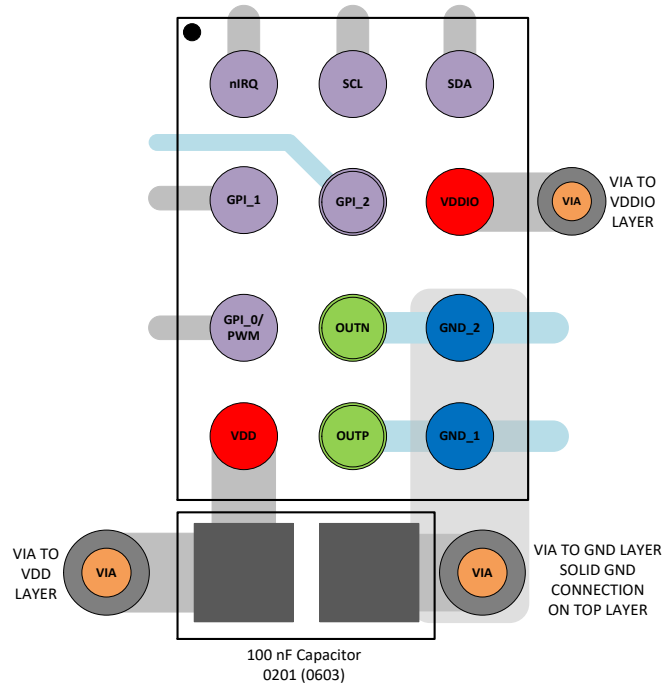 nIRQ
SCL
SDA
GPI_1
GPI_2
VDDIO
VIA
VIA TO
VDDIO
LAYER
GPI_0/
PWM
OUTN
GND_2
VDD
OUTP
GND_1
VIA TO
VDD
LAYER
VIA
VIA
VIA TO GND LAYER
SOLID GND
CONNECTION
ON TOP LAYER
100 nF Capacitor
0201 (0603)